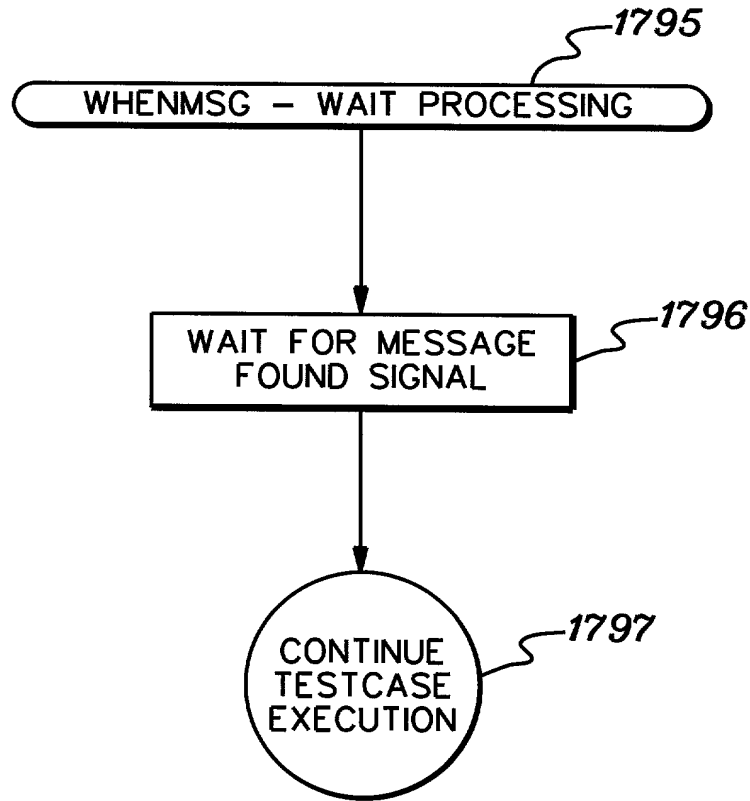 1795
WHENMSG - WAIT PROCESSING
1796
WAIT FOR MESSAGE
FOUND SIGNAL
1797
CONTINUE
TESTCASE
EXECUTION